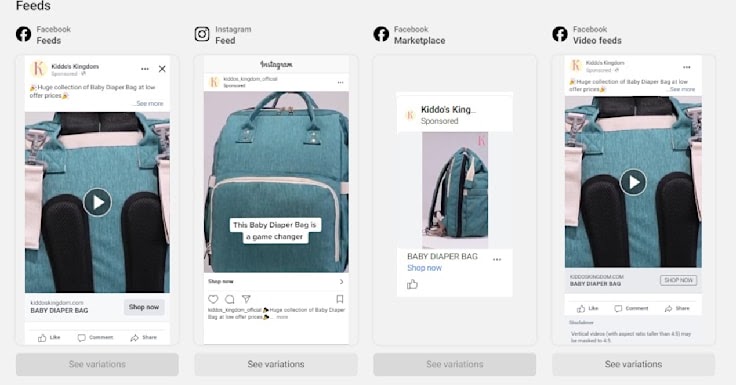 Feeds
Facebook
Feeds
Kiddo's Kingdom
Sponsored
🎉Huge collection of Baby Diaper Bag at low
offer prices🎉
...See more
kiddoskingdom.com
BABY DIAPER BAG
Shop now
Like
Comment
Share
See variations
Instagram
Feed
Instagram
kiddos_kingdom_official
Sponsored
This Baby Diaper Bag is
a game changer
Shop now
kiddos_kingdom_official 🎉Huge collection of Baby Diaper
Bag at low offer prices🎉... more
See variations
Facebook
Marketplace
K
Kiddo's King...
Sponsored
K
BABY DIAPER BAG
Shop now
See variations
Facebook
Video feeds
Kiddo's Kingdom
Sponsored
🎉Huge collection of Baby Diaper Bag at low
offer prices🎉
...See more
KIDDOSKINGDOM.COM
BABY DIAPER BAG
SHOP NOW
Like
Comment
Share
Disclaimer
Vertical videos (with aspect ratio taller than 4:5) may
be masked to 4:5.
See variations